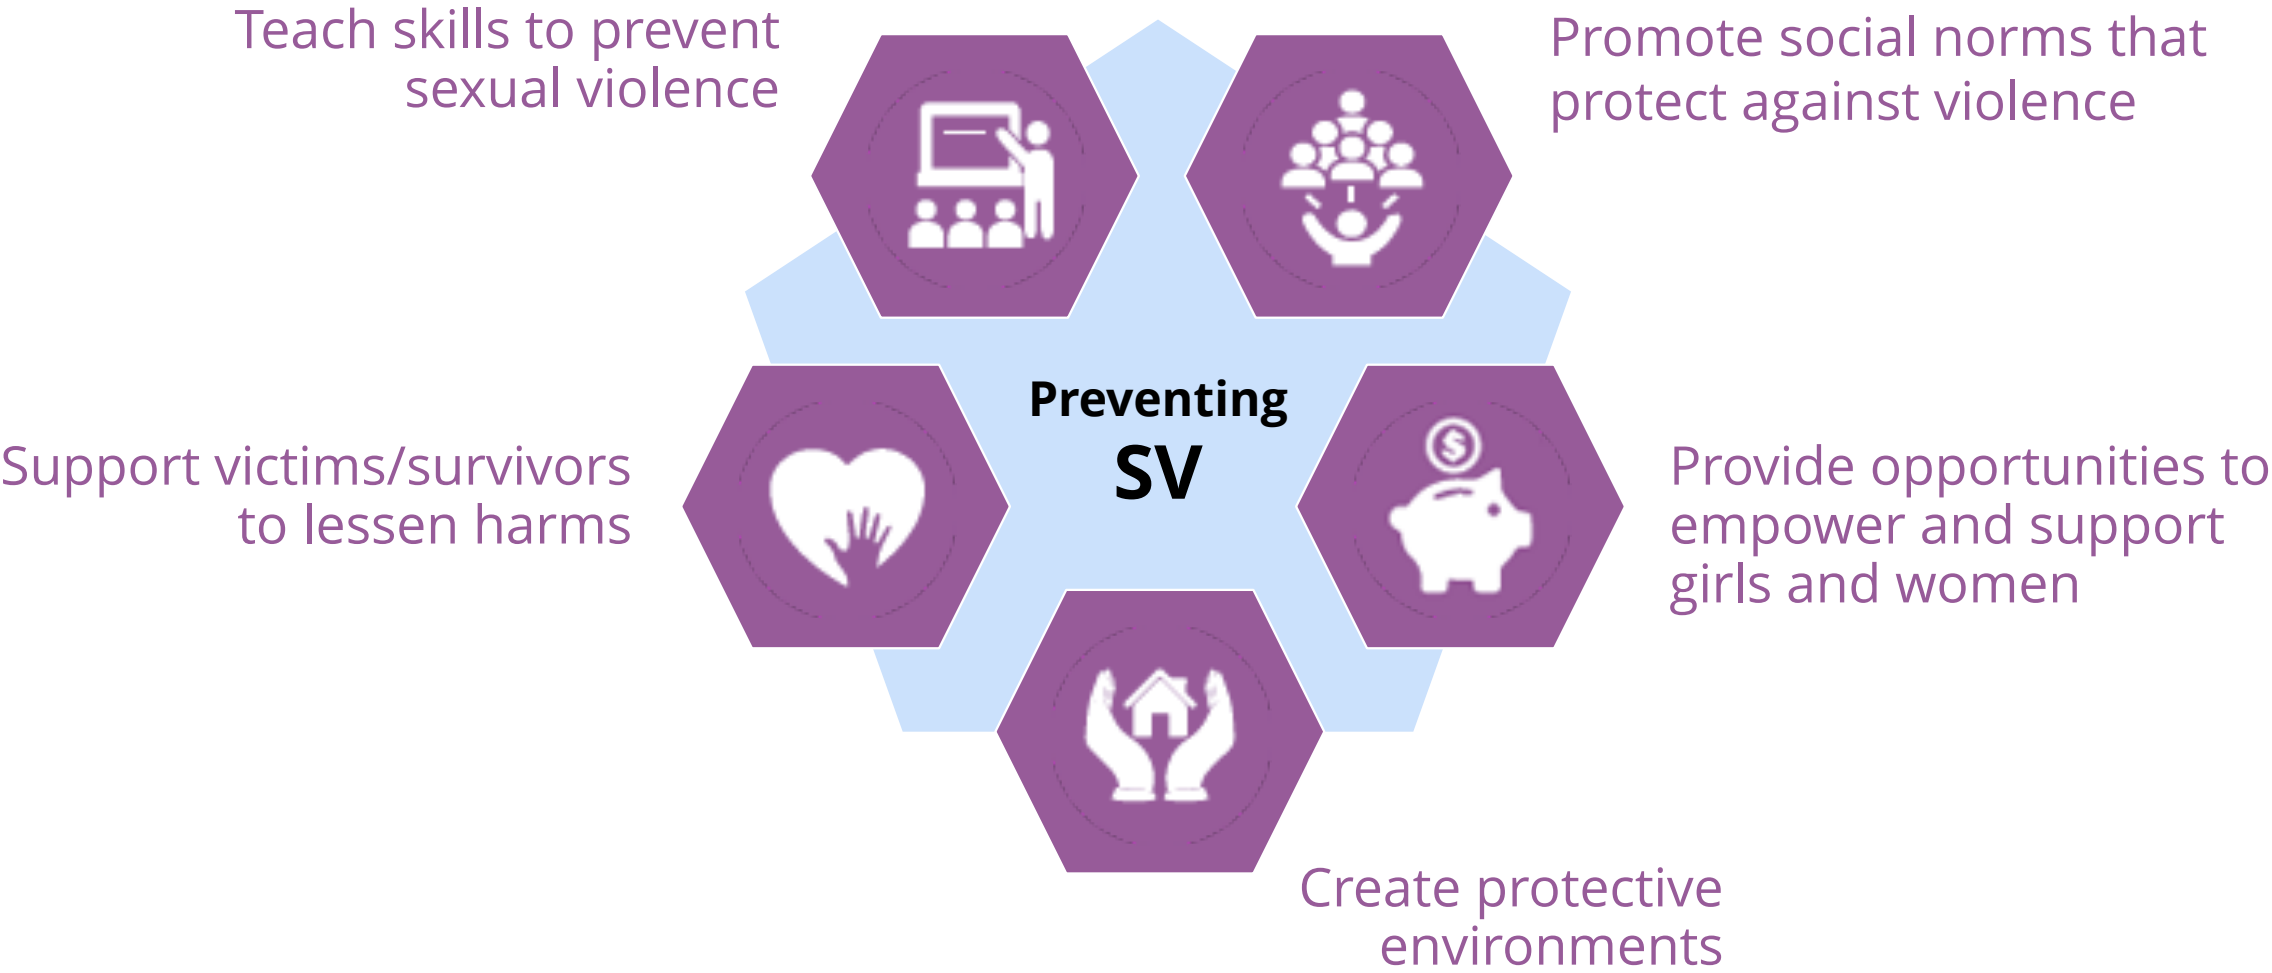 Teach skills to prevent
sexual violence
Promote social norms that
protect against violence
Preventing
SV
Support victims/survivors
to lessen harms
$
Provide opportunities to
empower and support
girls and women
Create protective
environments